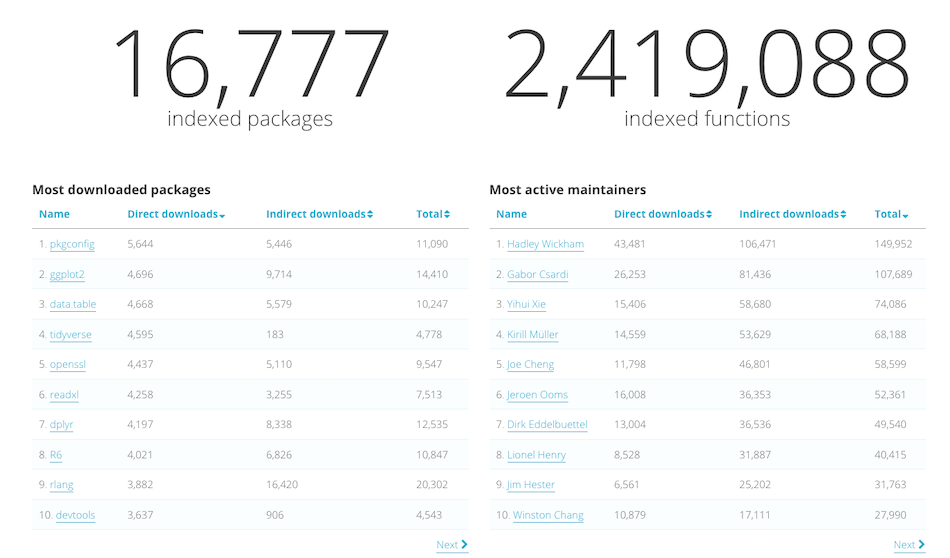 16,777
indexed packages
2,419,088
indexed functions
Most downloaded packages
Name Direct downloads Indirect downloads Total
1. pkgconfig 5,644 5,446 11,090
2. ggplot2 4,696 9,714 14,410
3. data.table 4,668 5,579 10,247
4. tidyverse 4,595 183 4,778
5. openssl 4,437 5,110 9,547
6. readxl 4,258 3,255 7,513
7. dplyr 4,197 8,338 12,535
8. R6 4,021 6,826 10,847
9. rlang 3,882 16,420 20,302
10. devtools 3,637 906 4,543
Next
Most active maintainers
Name Direct downloads Indirect downloads Total
1. Hadley Wickham 43,481 106,471 149,952
2. Gabor Csardi 26,253 81,436 107,689
3. Yihui Xie 15,406 58,680 74,086
4. Kirill Müller 14,559 53,629 68,188
5. Joe Cheng 11,798 46,801 58,599
6. Jeroen Ooms 16,008 36,353 52,361
7. Dirk Eddelbuettel 13,004 36,536 49,540
8. Lionel Henry 8,528 31,887 40,415
9. Jim Hester 6,561 25,202 31,763
10. Winston Chang 10,879 17,111 27,990
Next